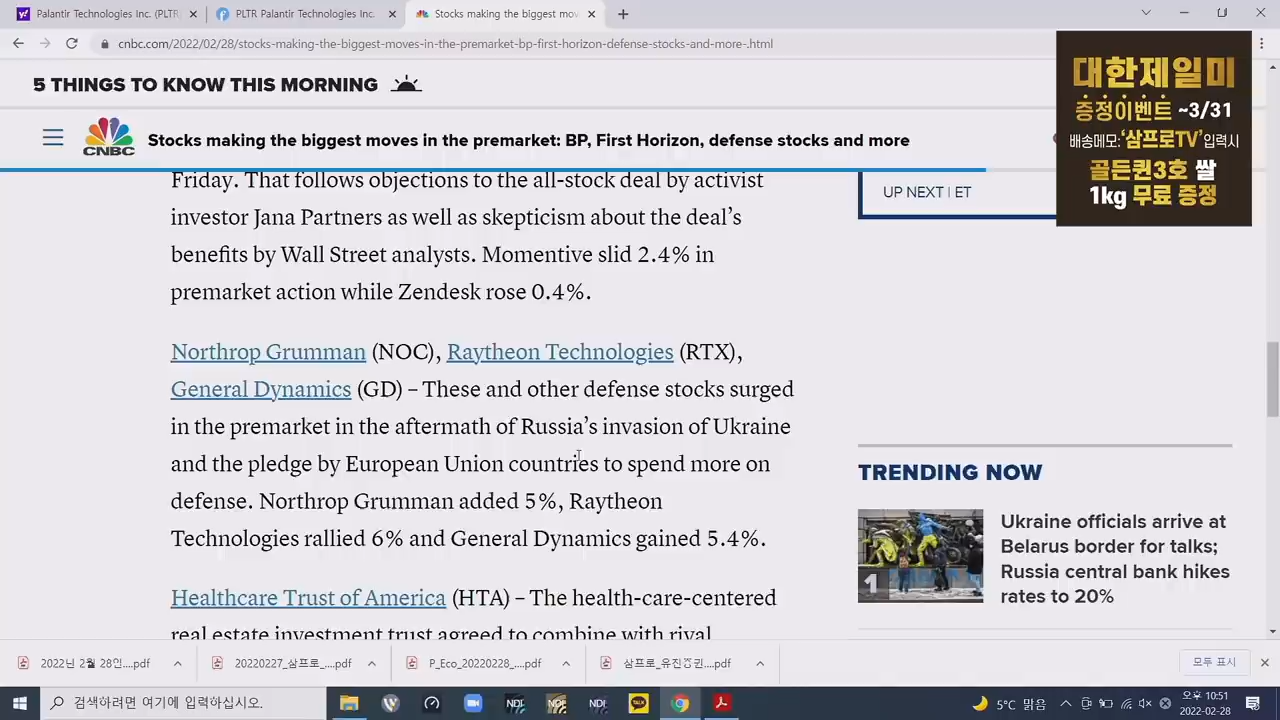 Palantir Technologies Inc. (PLTR
PLTR Palantir Technologies Inc.
Stocks making the biggest mov
cnbc.com/2022/02/28/stocks-making-the-biggest-moves-in-the-premarket-bp-first-horizon-defense-stocks-and-more-.html
5 THINGS TO KNOW THIS MORNING
CNBC
Stocks making the biggest moves in the premarket: BP, First Horizon, defense stocks and more
대한제일미
증정이벤트 ~3/31
배송메모:'삼프로TV'입력시
골든퀸3호 쌀
1kg 무료 증정
Friday. That follows objections to the all-stock deal by activist
investor Jana Partners as well as skepticism about the deal's
benefits by Wall Street analysts. Momentive slid 2.4% in
premarket action while Zendesk rose 0.4%.
UP NEXT | ET
Northrop Grumman (NOC), Raytheon Technologies (RTX),
General Dynamics (GD) – These and other defense stocks surged
in the premarket in the aftermath of Russia's invasion of Ukraine
and the pledge by European Union countries to spend more on
defense. Northrop Grumman added 5%, Raytheon
Technologies rallied 6% and General Dynamics gained 5.4%.
Healthcare Trust of America (HTA) – The health-care-centered
real estate investment trust agreed to combine with rival
TRENDING NOW
1
Ukraine officials arrive at
Belarus border for talks;
Russia central bank hikes
rates to 20%
2022년 2월 28일....pdf
20220227_삼프로_....pdf
P_Eco_20220228_....pdf
삼프로_유진증권....pdf
모두 표시
검색하려면 여기에 입력하십시오.
5°C 맑음
오후 10:51
2022-02-28